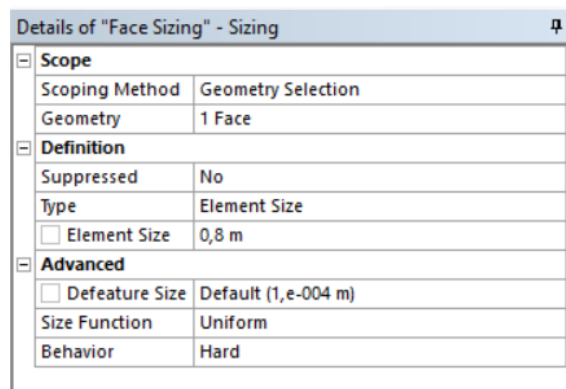 Details of "Face Sizing" - Sizing
Scope
Scoping Method Geometry Selection
Geometry 1 Face
Definition
Suppressed No
Type Element Size
Element Size 0,8 m
Advanced
Defeature Size Default (1,e-004 m)
Size Function Uniform
Behavior Hard